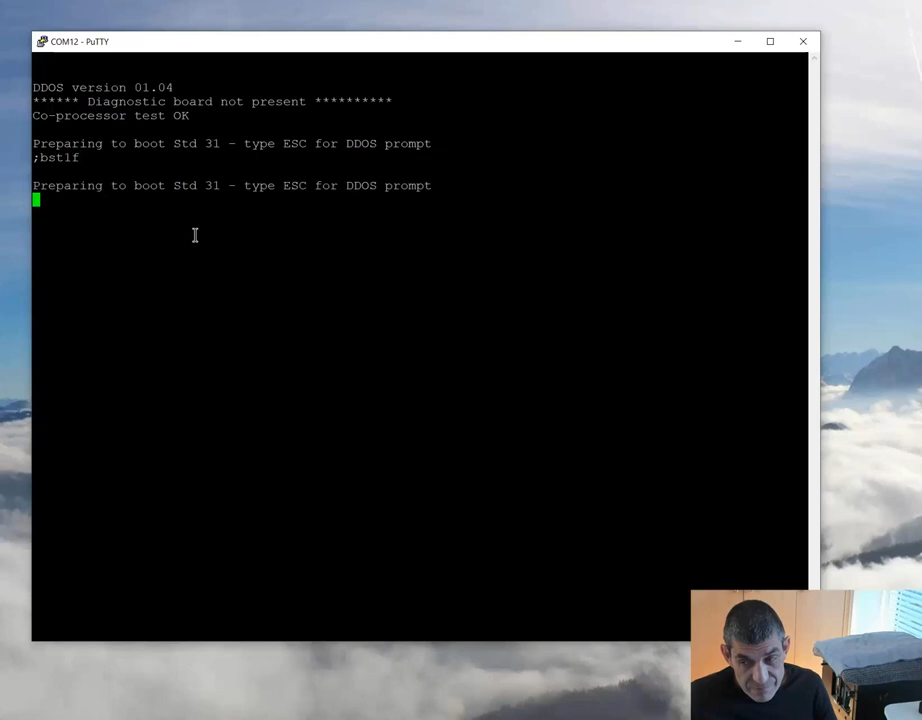 COM12 - PuTTY
DDOS version 01.04
****** Diagnostic board not present **********
Co-processor test OK
Preparing to boot Std 31 - type ESC for DDOS prompt
;bstlf
Preparing to boot Std 31 - type ESC for DDOS prompt